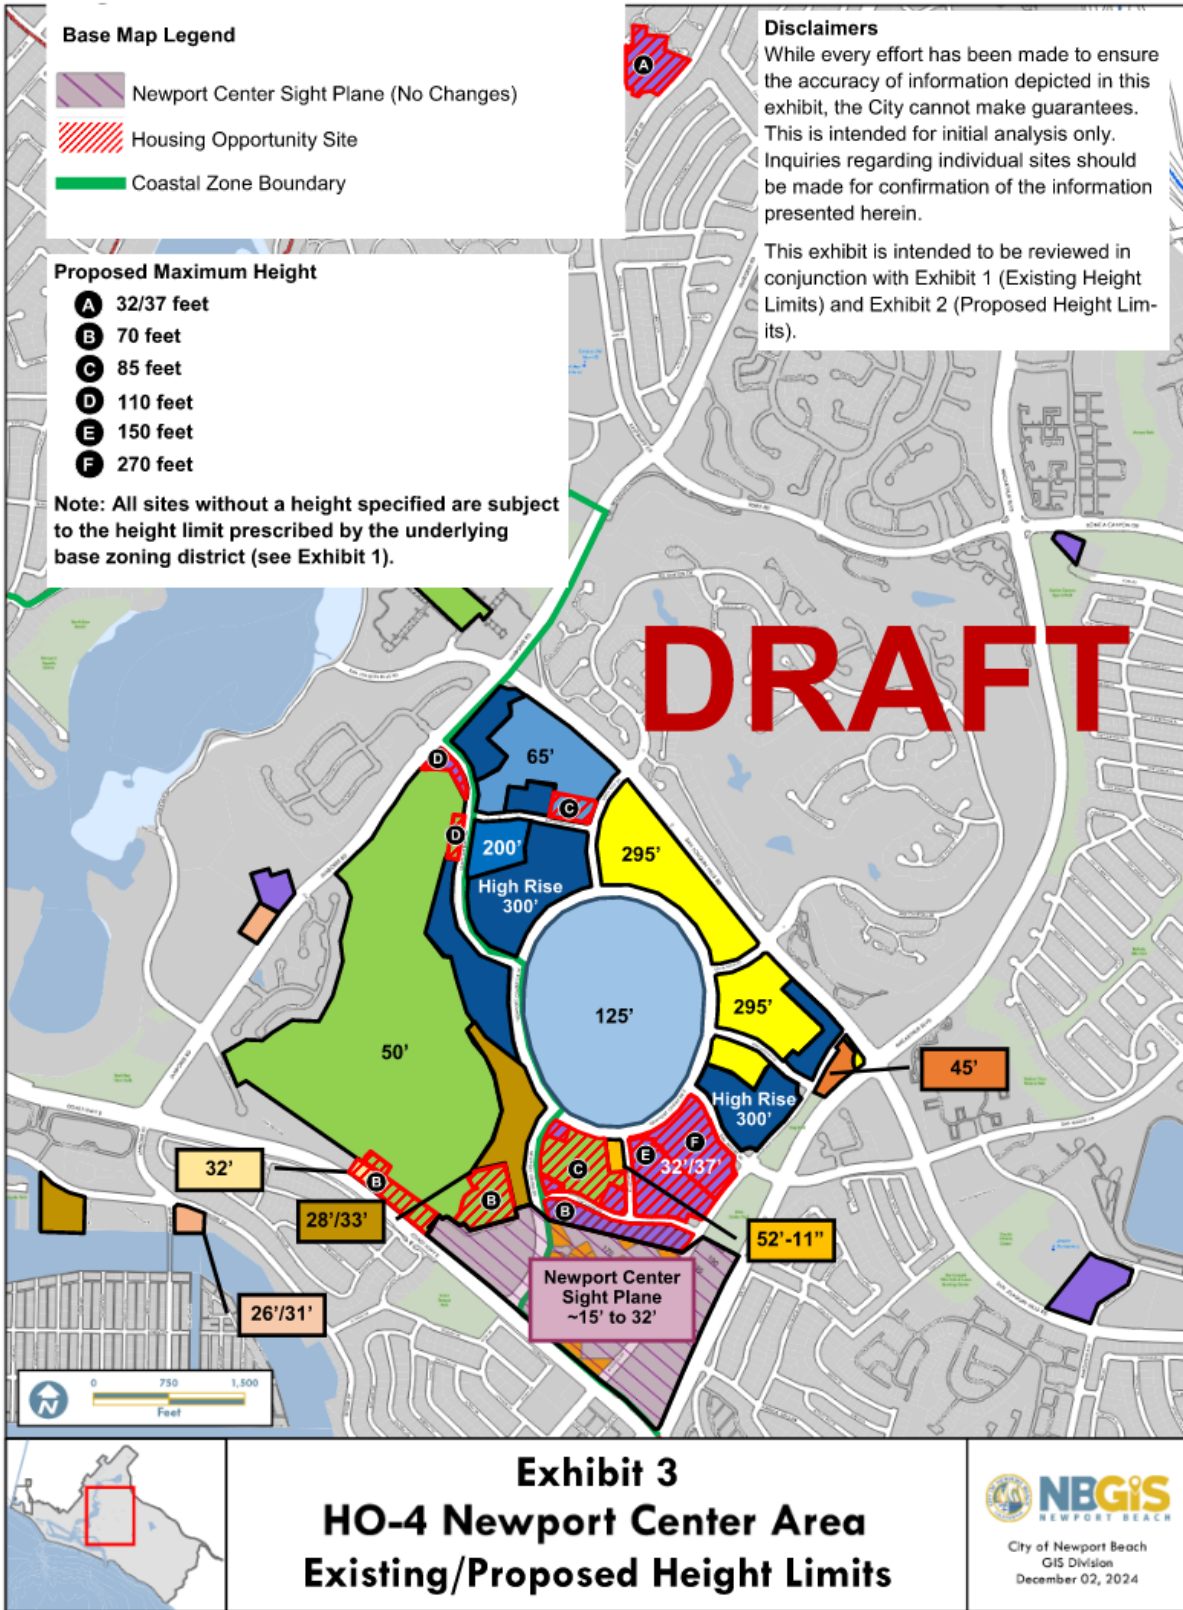 Base Map Legend
Newport Center Sight Plane (No Changes)
Housing Opportunity Site
Coastal Zone Boundary
Proposed Maximum Height
A 32/37 feet
B 70 feet
C 85 feet
D 110 feet
E 150 feet
F 270 feet
Note: All sites without a height specified are subject
to the height limit prescribed by the underlying
base zoning district (see Exhibit 1).
Disclaimers
While every effort has been made to ensure
the accuracy of information depicted in this
exhibit, the City cannot make guarantees.
This is intended for initial analysis only.
Inquiries regarding individual sites should
be made for confirmation of the information
presented herein.
This exhibit is intended to be reviewed in
conjunction with Exhibit 1 (Existing Height
Limits) and Exhibit 2 (Proposed Height Lim-
its).
A
DRAFT
65'
D
C
D
200'
295'
High Rise
300'
125'
295'
50'
45'
High Rise
300'
F
E
32'/37'
C
32'
B
B
B
28'/33'
52'-11"
Newport Center
Sight Plane
~15' to 32'
26'/31'
N
0 750 1,500
Feet
Exhibit 3
HO-4 Newport Center Area
Existing/Proposed Height Limits
NBGIS
NEWPORT BEACH
City of Newport Beach
GIS Division
December 02, 2024